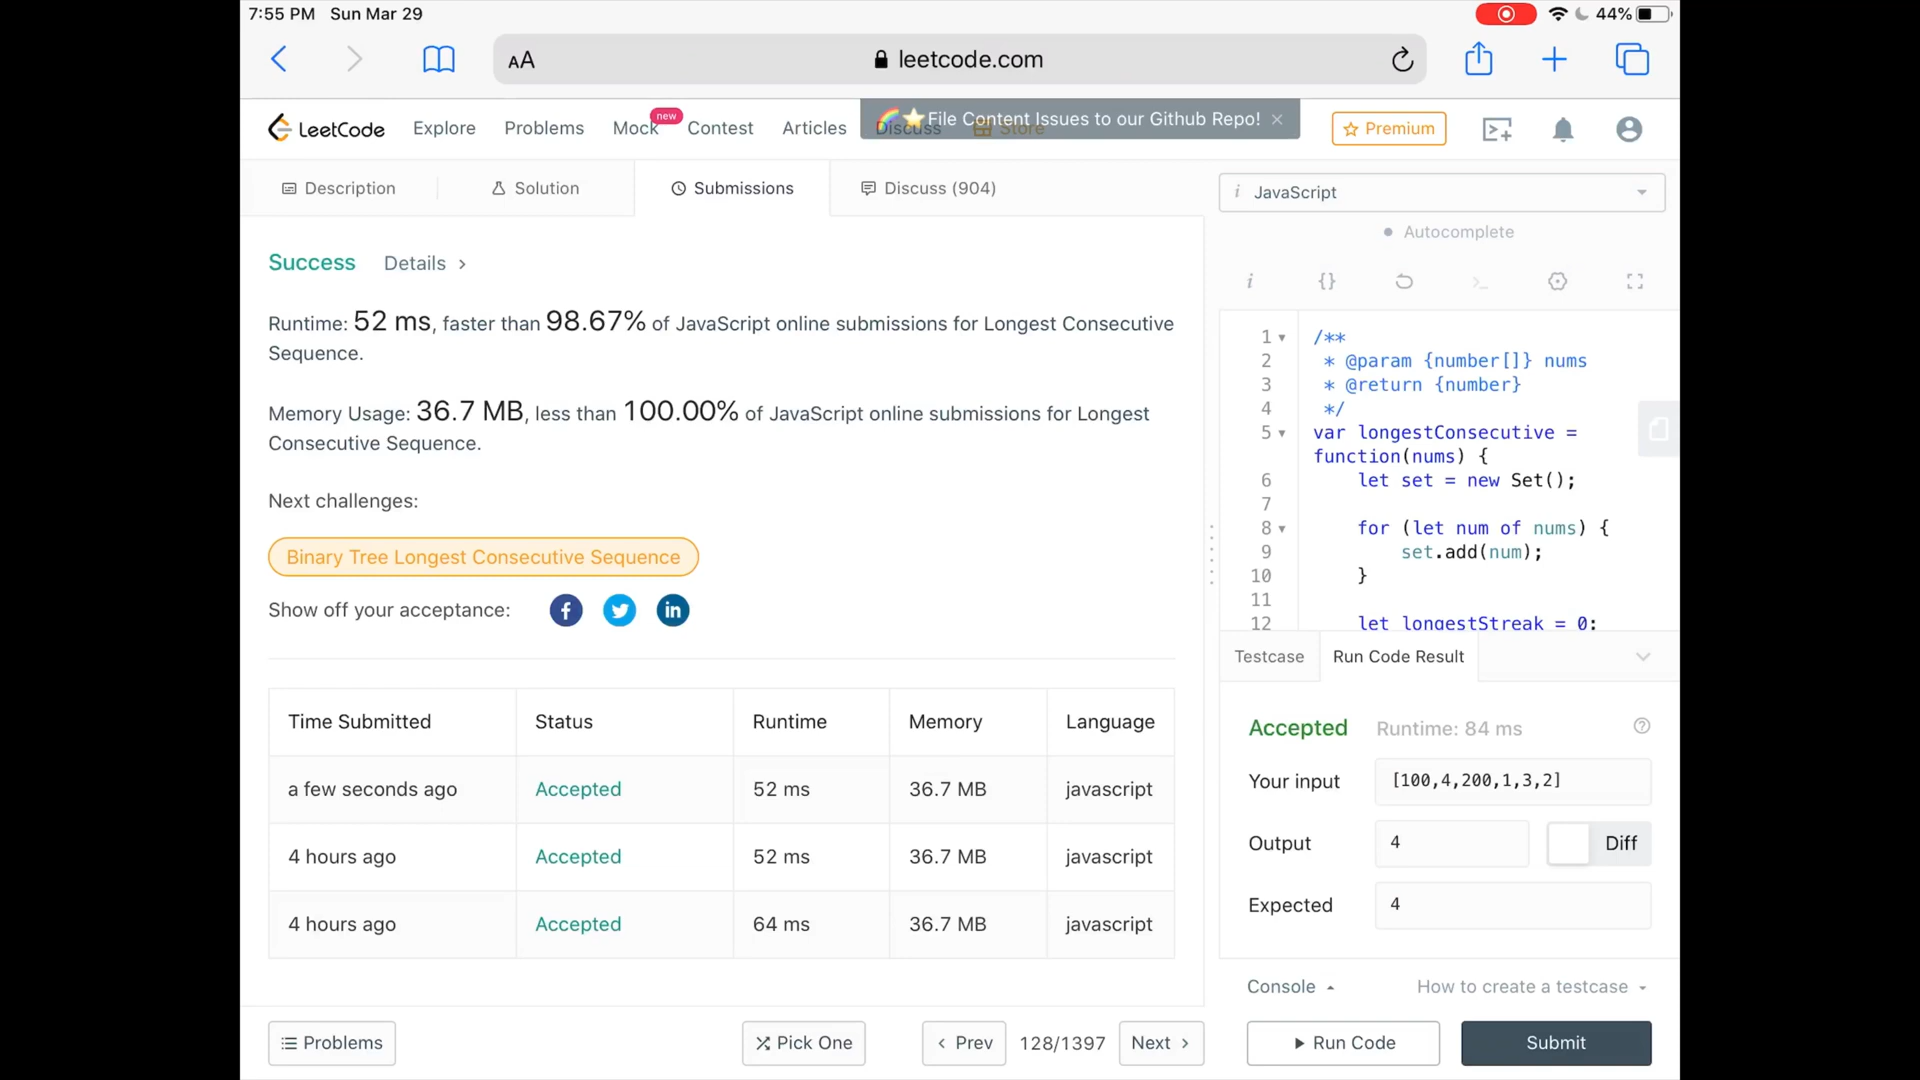 7:55 PM Sun Mar 29
44%
AA
leetcode.com
LeetCode
Explore
Problems
Mock
new
Contest
Articles
Discuss
Store
🌈⭐File Content Issues to our Github Repo! ×
Premium
Description
Solution
Submissions
Discuss (904)
i JavaScript
Autocomplete
Success Details >
Runtime: 52 ms, faster than 98.67% of JavaScript online submissions for Longest Consecutive
Sequence.
Memory Usage: 36.7 MB, less than 100.00% of JavaScript online submissions for Longest
Consecutive Sequence.
Next challenges:
Binary Tree Longest Consecutive Sequence
Show off your acceptance:
Time Submitted Status Runtime Memory Language
a few seconds ago Accepted 52 ms 36.7 MB javascript
4 hours ago Accepted 52 ms 36.7 MB javascript
4 hours ago Accepted 64 ms 36.7 MB javascript
i {} >_
1 /**
2  * @param {number[]} nums
3  * @return {number}
4  */
5 var longestConsecutive =
function(nums) {
6     let set = new Set();
7
8     for (let num of nums) {
9         set.add(num);
10     }
11
12     let longestStreak = 0;
Testcase
Run Code Result
Accepted Runtime: 84 ms
Your input [100,4,200,1,3,2]
Output 4 Diff
Expected 4
Console
How to create a testcase
Problems
Pick One
< Prev
128/1397
Next >
Run Code
Submit